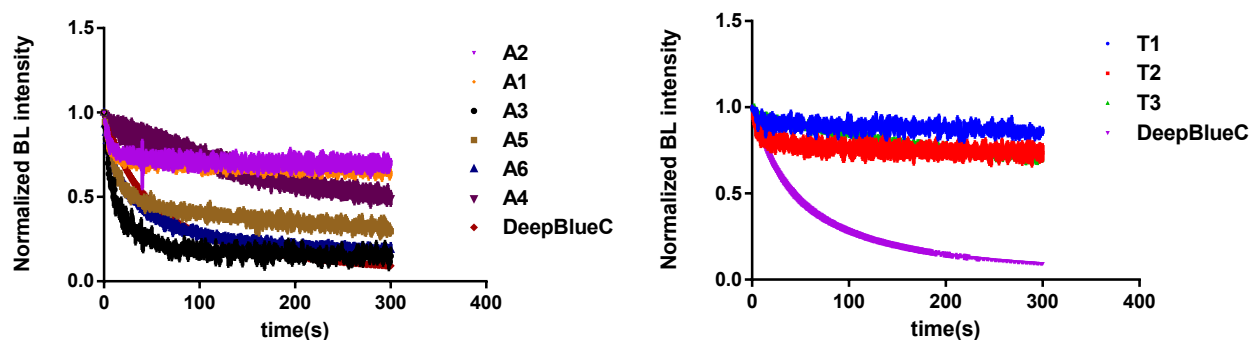 Normalized BL intensity
1.5
1.0
0.5
0.0
0
100
200
300
400
time(s)
A2
A1
A3
A5
A6
A4
DeepBlueC
Normalized BL intensity
1.5
1.0
0.5
0.0
0
100
200
300
400
time(s)
T1
T2
T3
DeepBlueC